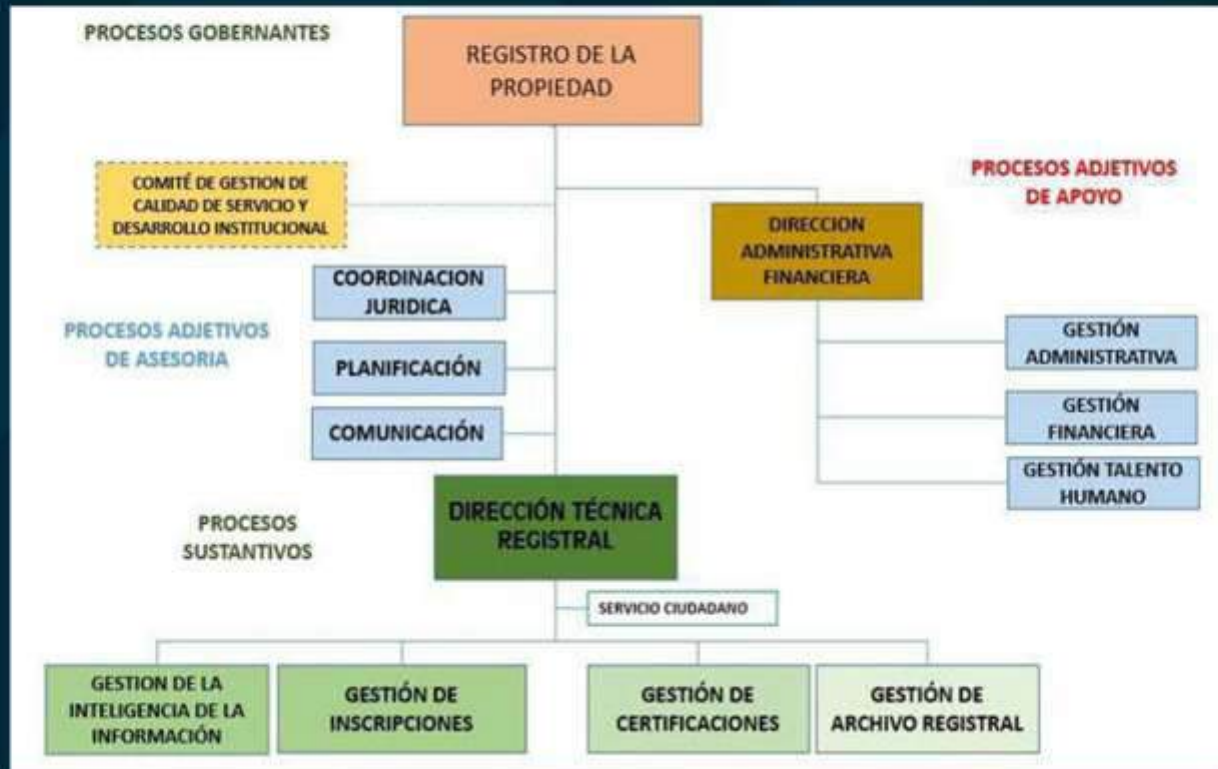 PROCESOS GOBERNANTES
REGISTRO DE LA
PROPIEDAD
COMITÉ DE GESTION DE
CALIDAD DE SERVICIO Y
DESARROLLO INSTITUCIONAL
PROCESOS ADJETIVOS
DE APOYO
DIRECCION
ADMINISTRATIVA
FINANCIERA
COORDINACION
JURIDICA
PROCESOS ADJETIVOS
DE ASESORIA
PLANIFICACIÓN
COMUNICACIÓN
GESTIÓN
ADMINISTRATIVA
GESTIÓN
FINANCIERA
GESTIÓN TALENTO
HUMANO
PROCESOS
SUSTANTIVOS
DIRECCIÓN TÉCNICA
REGISTRAL
SERVICIO CIUDADANO
GESTION DE LA
INTELIGENCIA DE LA
INFORMACIÓN
GESTIÓN DE
INSCRIPCIONES
GESTIÓN DE
CERTIFICACIONES
GESTIÓN DE
ARCHIVO REGISTRAL